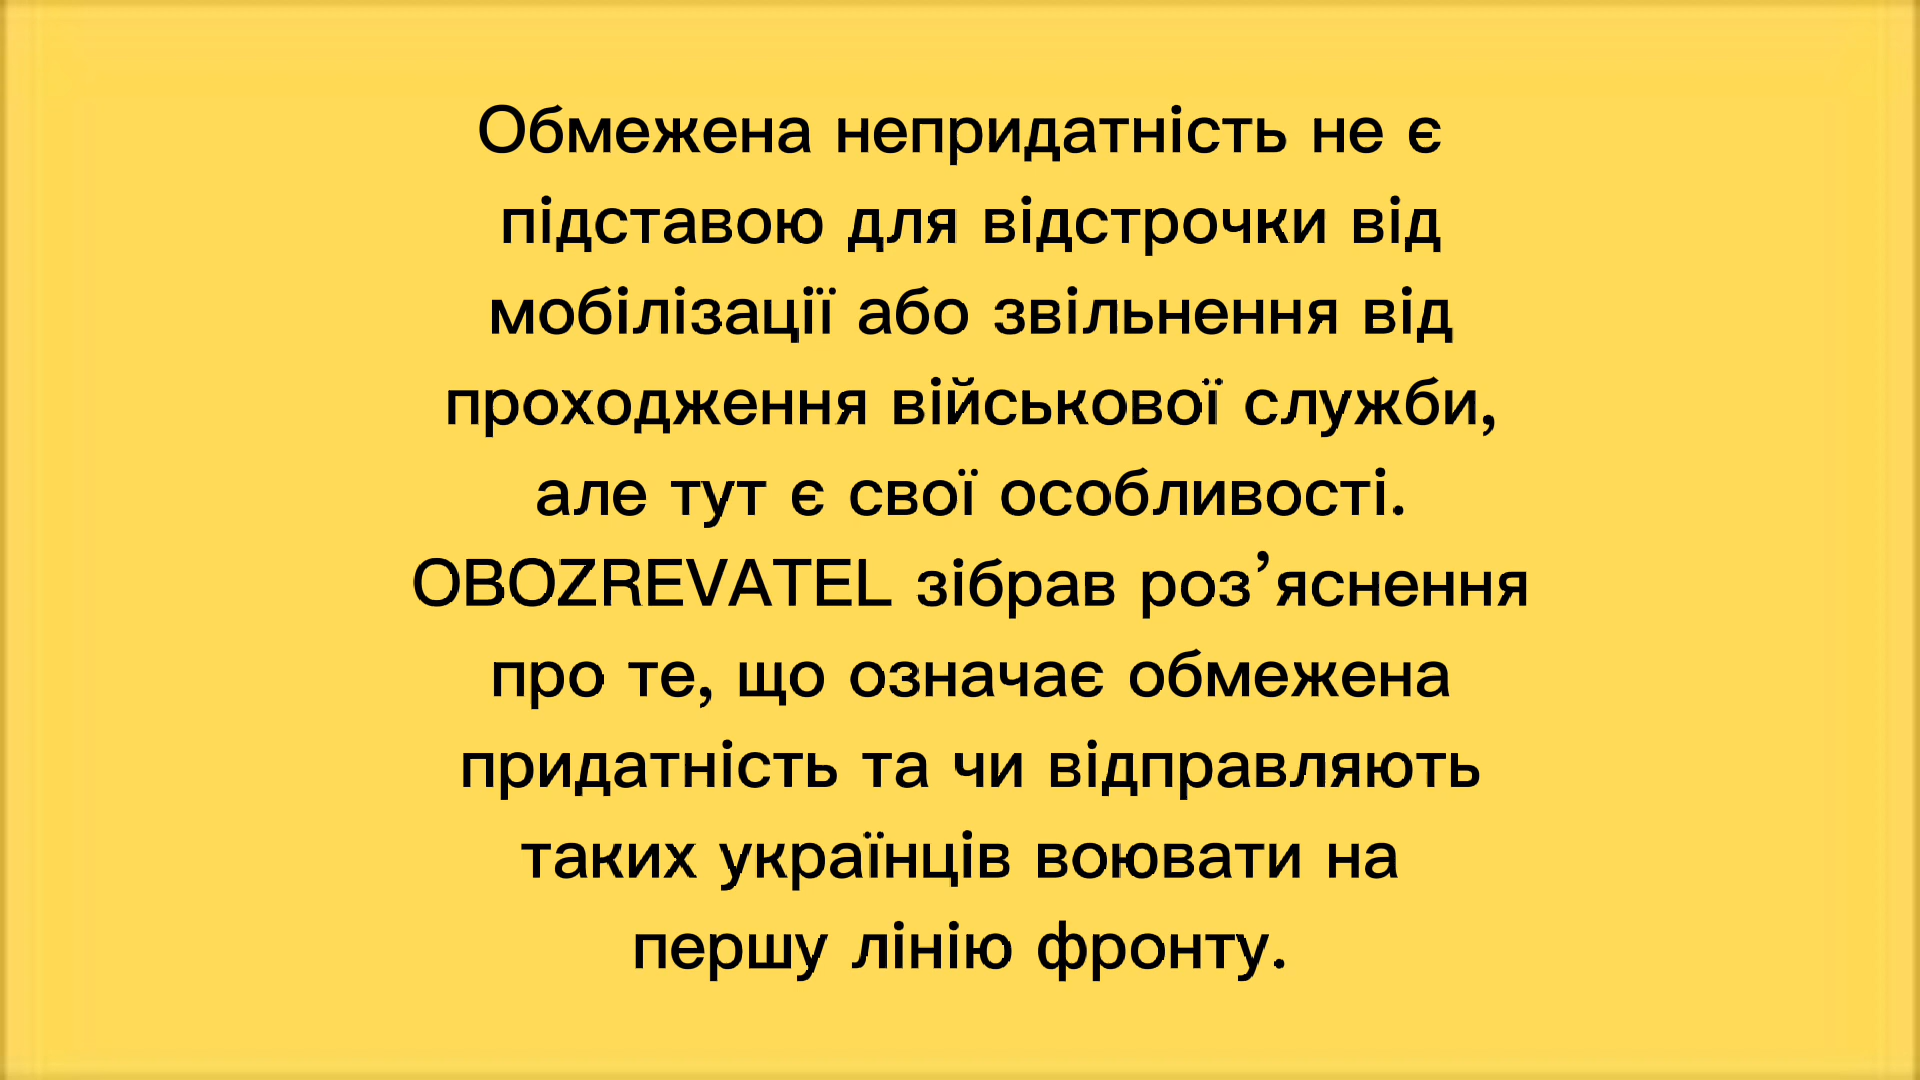 Обмежена непридатність не є
підставою для відстрочки від
мобілізації або звільнення від
проходження військової служби,
але тут є свої особливості.
OBOZREVATEL зібрав роз’яснення
про те, що означає обмежена
придатність та чи відправляють
таких українців воювати на
першу лінію фронту.